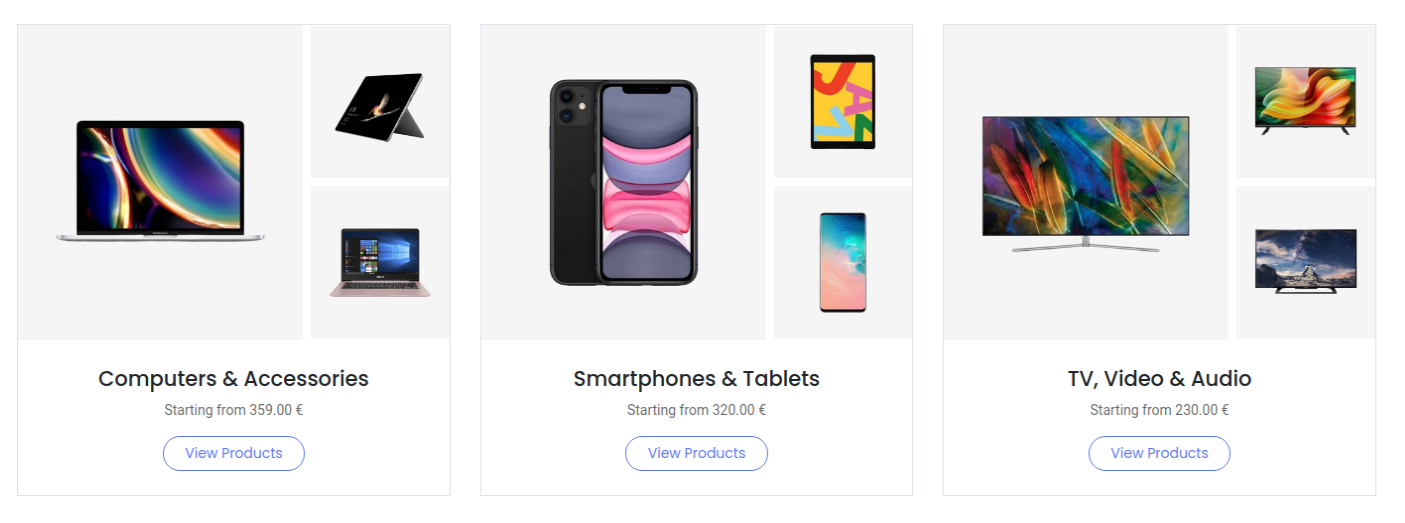 Computers & Accessories
Starting from 359.00 €
View Products
Smartphones & Tablets
Starting from 320.00 €
View Products
TV, Video & Audio
Starting from 230.00 €
View Products